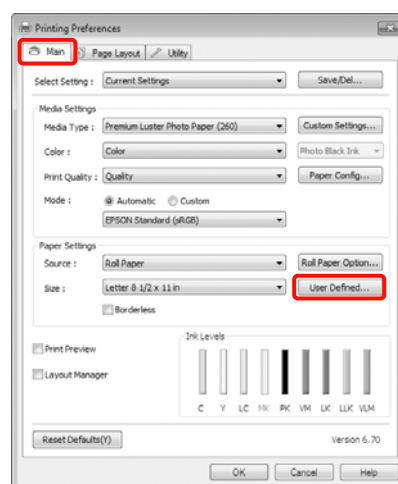 Printing Preferences
Main Page Layout Utility
Select Setting : Current Settings Save/Del...
Media Settings
Media Type : Premium Luster Photo Paper (260) Custom Settings...
Color : Color Photo Black Ink
Print Quality : Quality Paper Config...
Mode : Automatic Custom
EPSON Standard (sRGB)
Paper Settings
Source : Roll Paper Roll Paper Option...
Size : Letter 8 1/2 x 11 in User Defined...
Borderless
Ink Levels
Print Preview
Layout Manager
C Y LC MK PK VM LK LLK VLM
Reset Defaults(Y) Version 6.70
OK Cancel Help